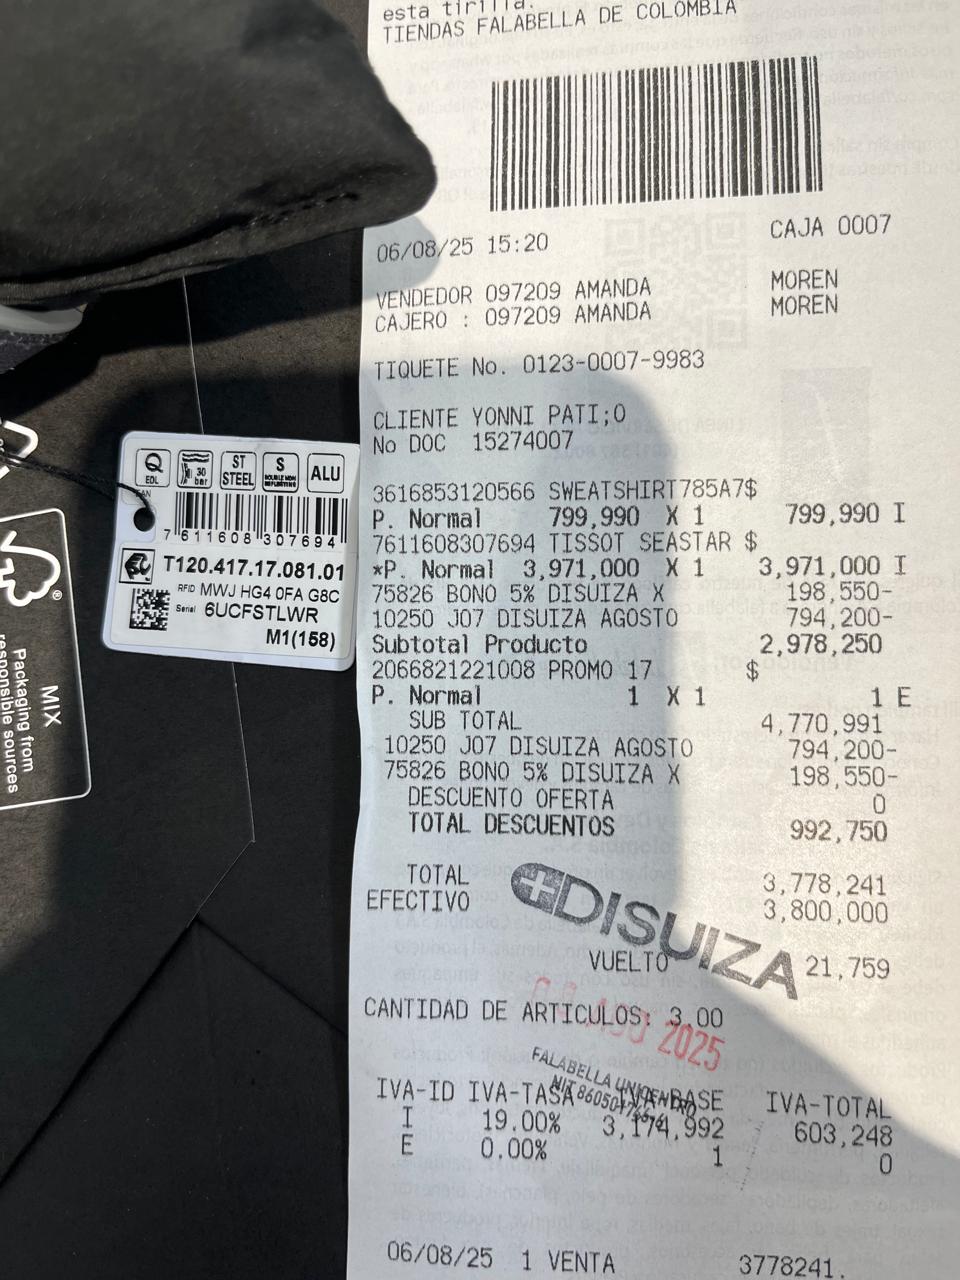 esta tirilla.
TIENDAS FALABELLA DE COLOMBIA
06/08/25 15:20 CAJA 0007
VENDEDOR 097209 AMANDA MOREN
CAJERO : 097209 AMANDA MOREN
TIQUETE No. 0123-0007-9983
CLIENTE YONNI PATI;O
No DOC 15274007
3616853120566 SWEATSHIRT785A7$
P. Normal 799,990 X 1 799,990 I
7611608307694 TISSOT SEASTAR $
*P. Normal 3,971,000 X 1 3,971,000 I
75826 BONO 5% DISUIZA X 198,550-
10250 J07 DISUIZA AGOSTO 794,200-
Subtotal Producto 2,978,250
2066821221008 PROMO 17 $
P. Normal 1 X 1 1 E
SUB TOTAL 4,770,991
10250 J07 DISUIZA AGOSTO 794,200-
75826 BONO 5% DISUIZA X 198,550-
DESCUENTO OFERTA 0
TOTAL DESCUENTOS 992,750
TOTAL 3,778,241
EFECTIVO 3,800,000
DISUIZA
VUELTO 21,759
CANTIDAD DE ARTICULOS: 3.00
AGO 2025
FALABELLA UNICENTRO
NIT
IVA-ID IVA-TASA IVA-BASE IVA-TOTAL
I 19.00% 3,174,992 603,248
E 0.00% 1 0
06/08/25 1 VENTA 3778241.
Q EDL
30 bar
ST STEEL
S
ALU
EAN
7 611608 307694
T120.417.17.081.01
RFID MWJ HG4 0FA G8C
Serial 6UCFSTLWR
M1(158)
®
MIX
Packaging from
responsible sources